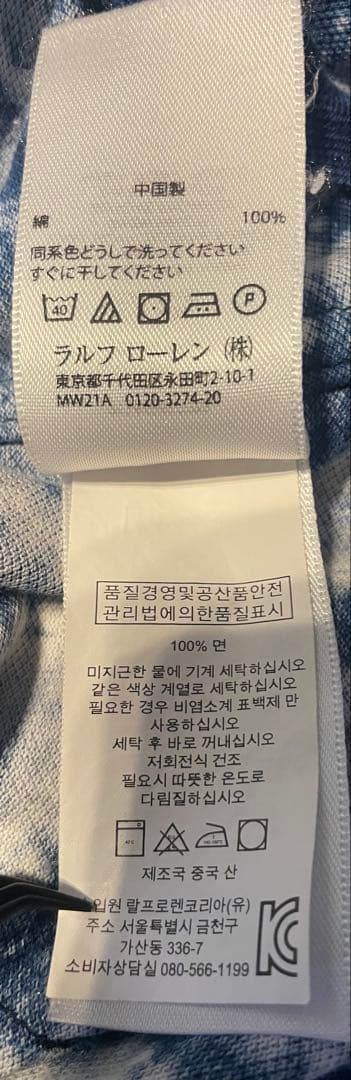 中国製
綿 100%
同系色どうしで洗ってください
すぐに干してください
40 P
ラルフ ローレン (株)
東京都千代田区永田町2-10-1
MW21A 0120-3274-20
품질경영및공산품안전
관리법에의한품질표시
100% 면
미지근한 물에 기계 세탁하십시오
같은 색상 계열로 세탁하십시오
필요한 경우 비염소계 표백제 만
사용하십시오
세탁 후 바로 꺼내십시오
저회전식 건조
필요시 따뜻한 온도로
다림질하십시오
제조국 중국 산
입원 랄프로렌코리아(유)
주소 서울특별시 금천구
가산동 336-7
소비자상담실 080-566-1199